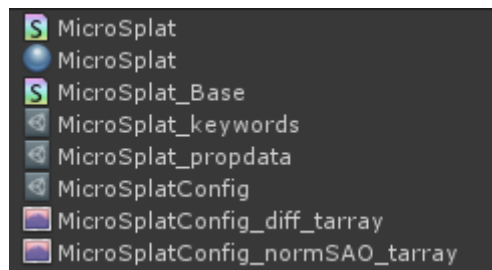 MicroSplat
MicroSplat
MicroSplat_Base
MicroSplat_keywords
MicroSplat_propdata
MicroSplatConfig
MicroSplatConfig_diff_tarray
MicroSplatConfig_normSAO_tarray